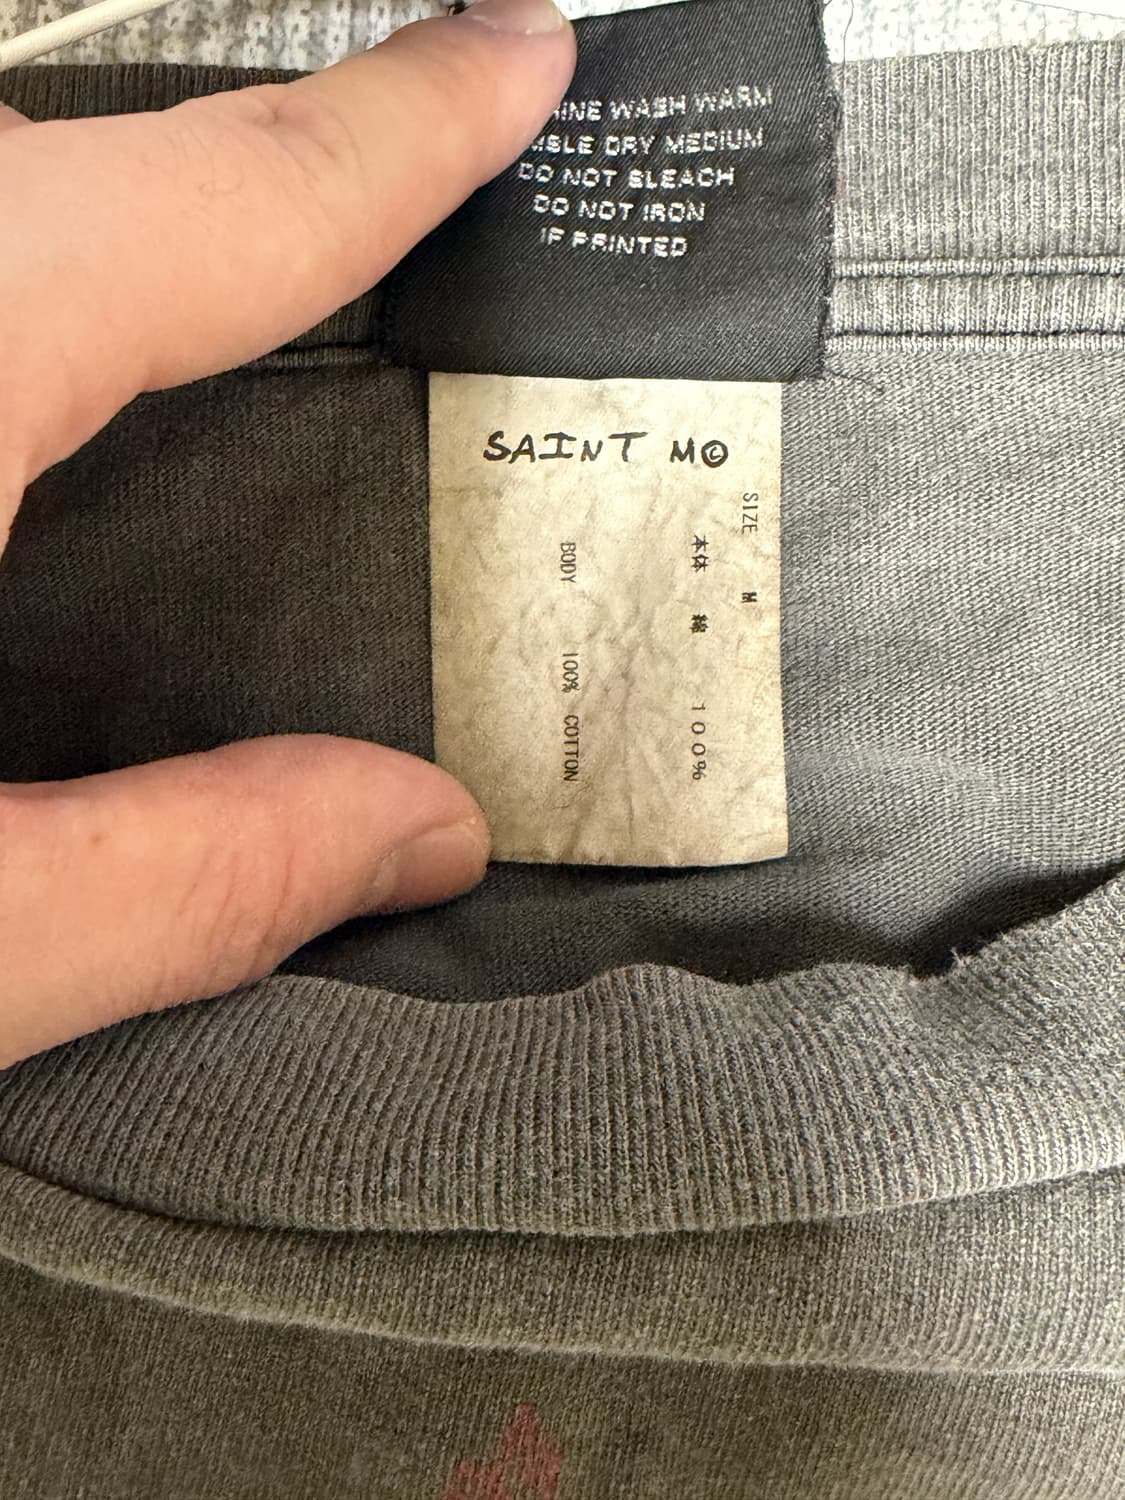 WASH WARM
DRY MEDIUM
DO NOT BLEACH
DO NOT IRON
IF PRINTED
SAINT M©
SIZE M
本体 綿 100%
BODY 100% COTTON